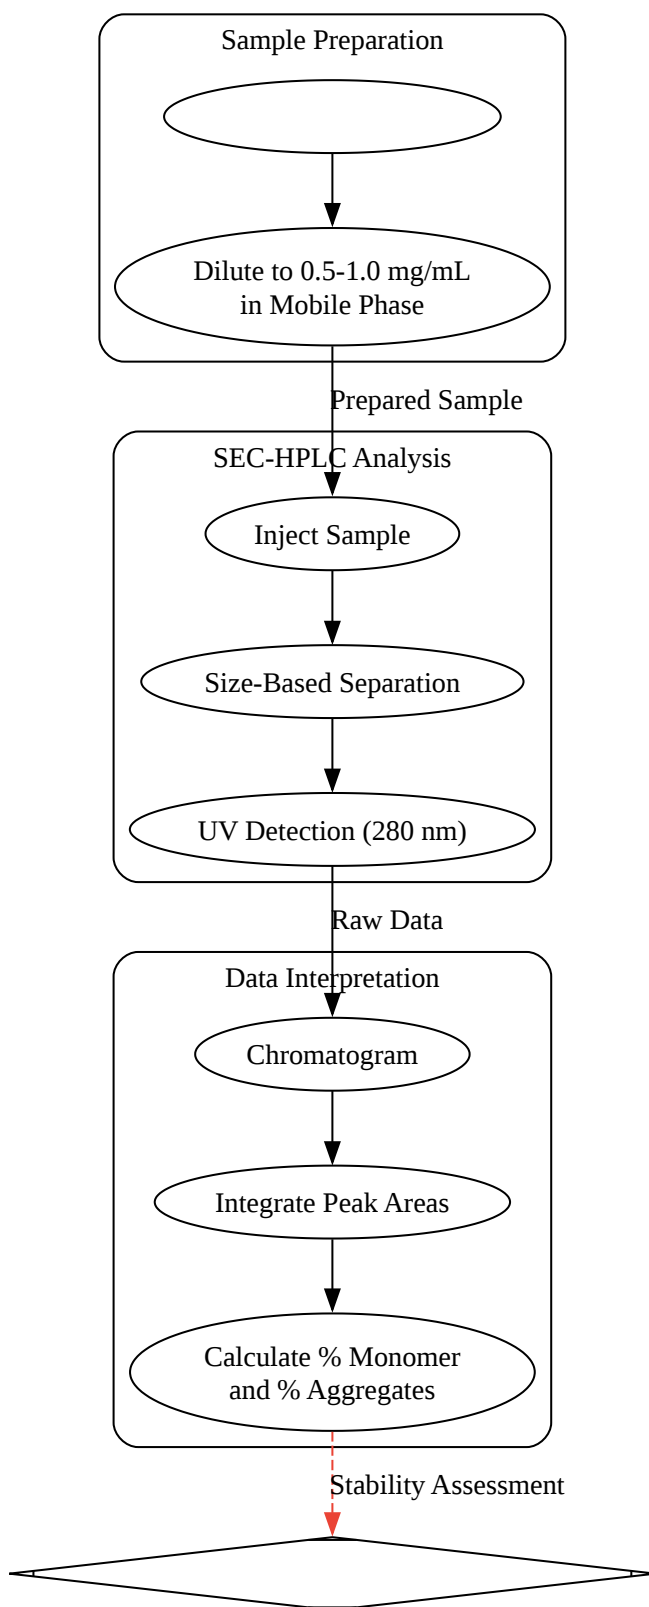 Sample Preparation
Dilute to 0.5-1.0 mg/mL
in Mobile Phase
Prepared Sample
SEC-HPLC Analysis
Inject Sample
Size-Based Separation
UV Detection (280 nm)
Raw Data
Data Interpretation
Chromatogram
Integrate Peak Areas
Calculate % Monomer
and % Aggregates
Stability Assessment